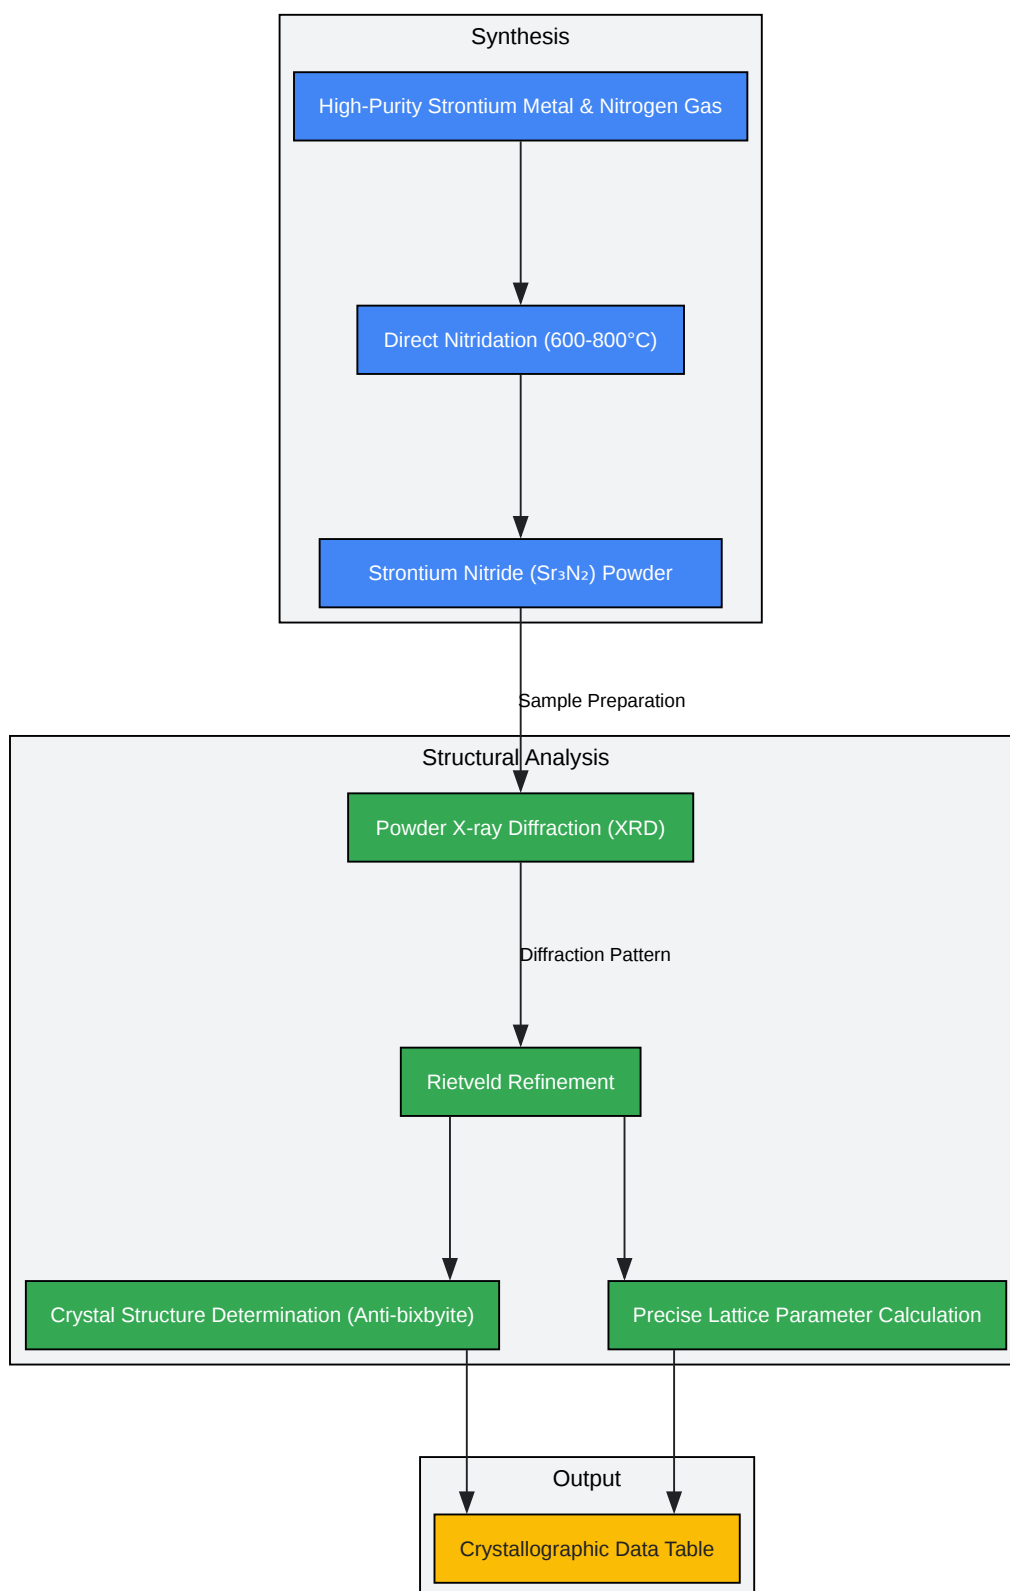 Synthesis
High-Purity Strontium Metal & Nitrogen Gas
Direct Nitridation (600-800°C)
Strontium Nitride (Sr₃N₂) Powder
Sample Preparation
Structural Analysis
Powder X-ray Diffraction (XRD)
Diffraction Pattern
Rietveld Refinement
Crystal Structure Determination (Anti-bixbyite)
Precise Lattice Parameter Calculation
Output
Crystallographic Data Table